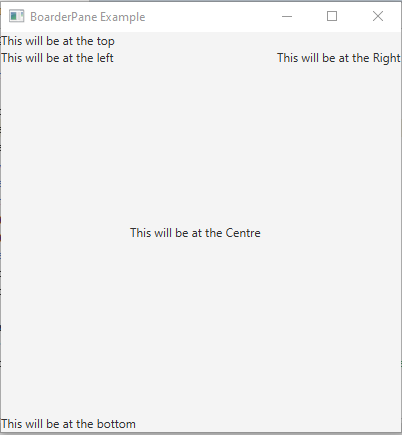 BoarderPane Example
This will be at the top
This will be at the left This will be at the Right
This will be at the Centre
This will be at the bottom